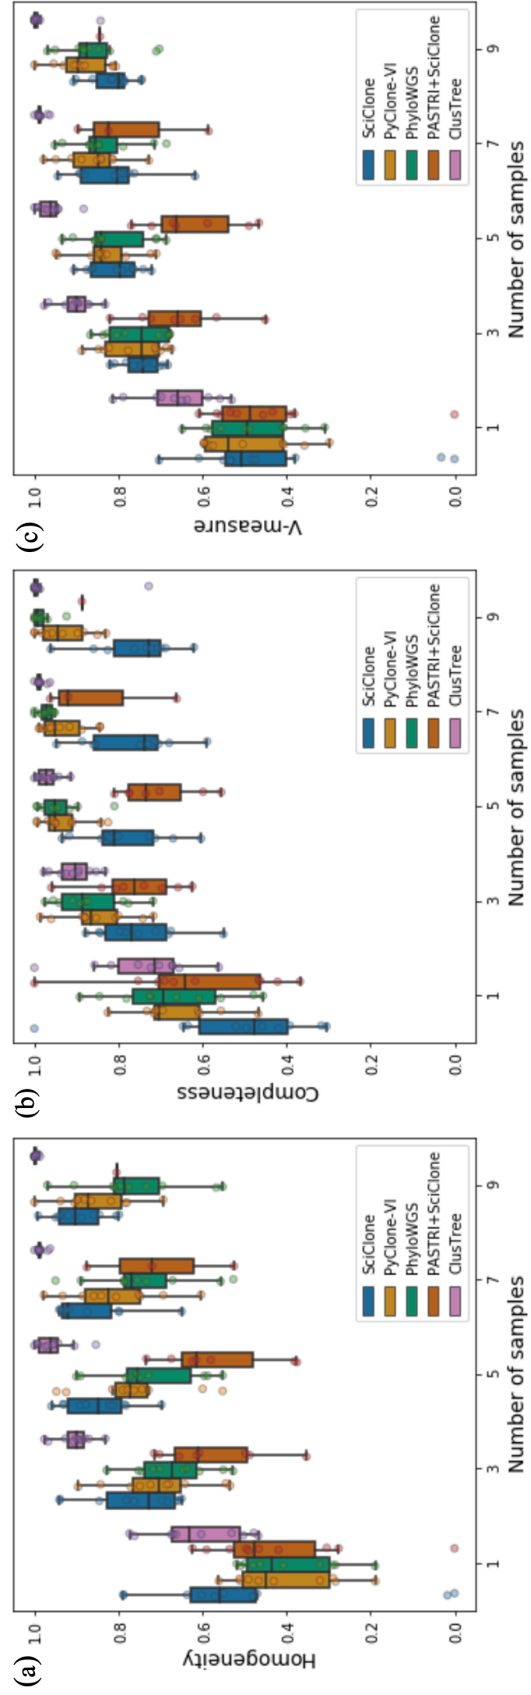 (a)
Homogeneity
1.0
0.8
0.6
0.4
0.2
0.0
1
3
5
7
9
Number of samples
SciClone
PyClone-VI
PhyloWGS
PASTRI+SciClone
ClusTree
(b)
Completeness
1.0
0.8
0.6
0.4
0.2
0.0
1
3
5
7
9
Number of samples
SciClone
PyClone-VI
PhyloWGS
PASTRI+SciClone
ClusTree
(c)
V-measure
1.0
0.8
0.6
0.4
0.2
0.0
1
3
5
7
9
Number of samples
SciClone
PyClone-VI
PhyloWGS
PASTRI+SciClone
ClusTree